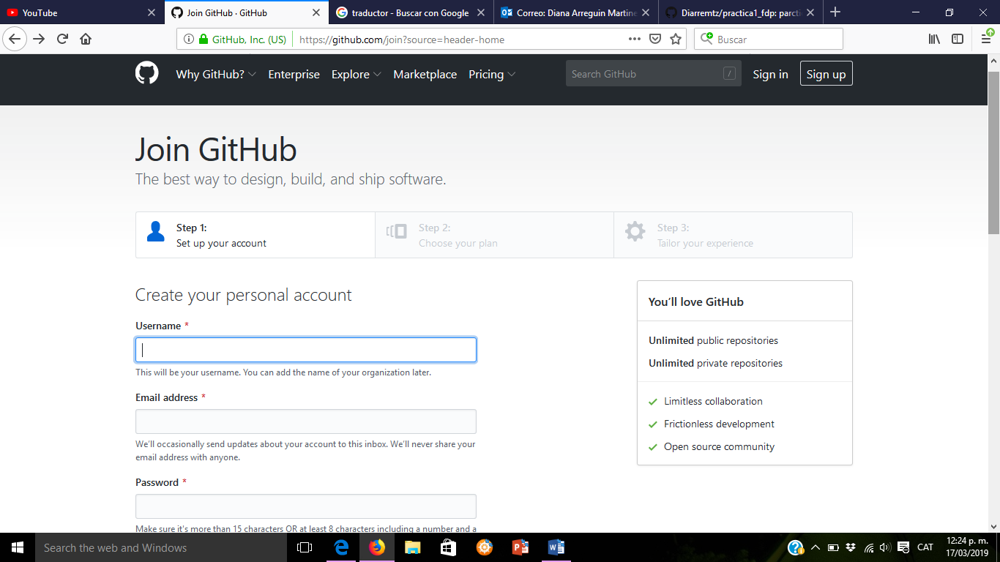 YouTube
Join GitHub · GitHub
traductor - Buscar con Google
Correo: Diana Arreguin Martine
Diarremtz/practica1_fdp: parcti
GitHub, Inc. (US)
https://github.com/join?source=header-home
Buscar
Why GitHub?
Enterprise
Explore
Marketplace
Pricing
Search GitHub
/
Sign in
Sign up
Join GitHub
The best way to design, build, and ship software.
Step 1:
Set up your account
Step 2:
Choose your plan
Step 3:
Tailor your experience
Create your personal account
Username *
This will be your username. You can add the name of your organization later.
Email address *
We'll occasionally send updates about your account to this inbox. We'll never share your
email address with anyone.
Password *
Make sure it's more than 15 characters OR at least 8 characters including a number and a
You'll love GitHub
Unlimited public repositories
Unlimited private repositories
Limitless collaboration
Frictionless development
Open source community
Search the web and Windows
CAT
12:24 p. m.
17/03/2019